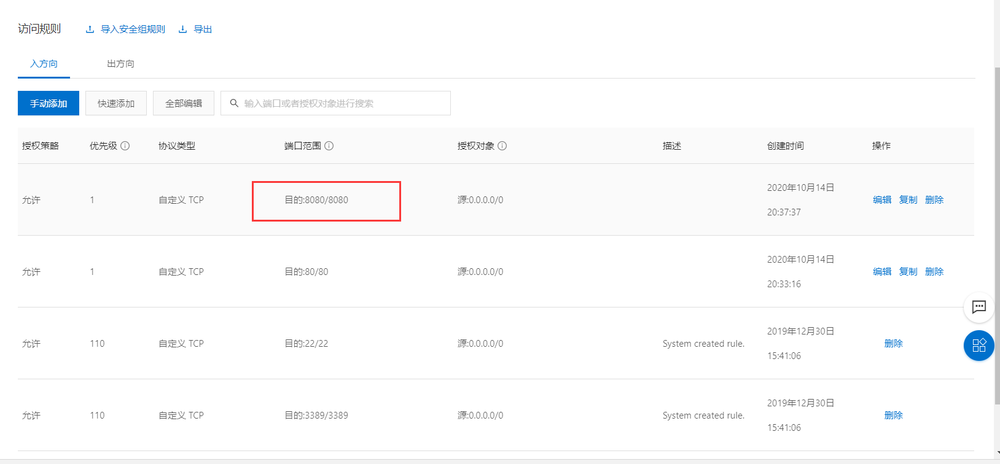 访问规则 导入安全组规则 导出
入方向 出方向
手动添加 快速添加 全部编辑 输入端口或者授权对象进行搜索
授权策略 优先级 协议类型 端口范围 授权对象 描述 创建时间 操作
允许 1 自定义 TCP 目的:8080/8080 源:0.0.0.0/0 2020年10月14日 20:37:37 编辑 复制 删除
允许 1 自定义 TCP 目的:80/80 源:0.0.0.0/0 2020年10月14日 20:33:16 编辑 复制 删除
允许 110 自定义 TCP 目的:22/22 源:0.0.0.0/0 System created rule. 2019年12月30日 15:41:06 删除
允许 110 自定义 TCP 目的:3389/3389 源:0.0.0.0/0 System created rule. 2019年12月30日 15:41:06 删除